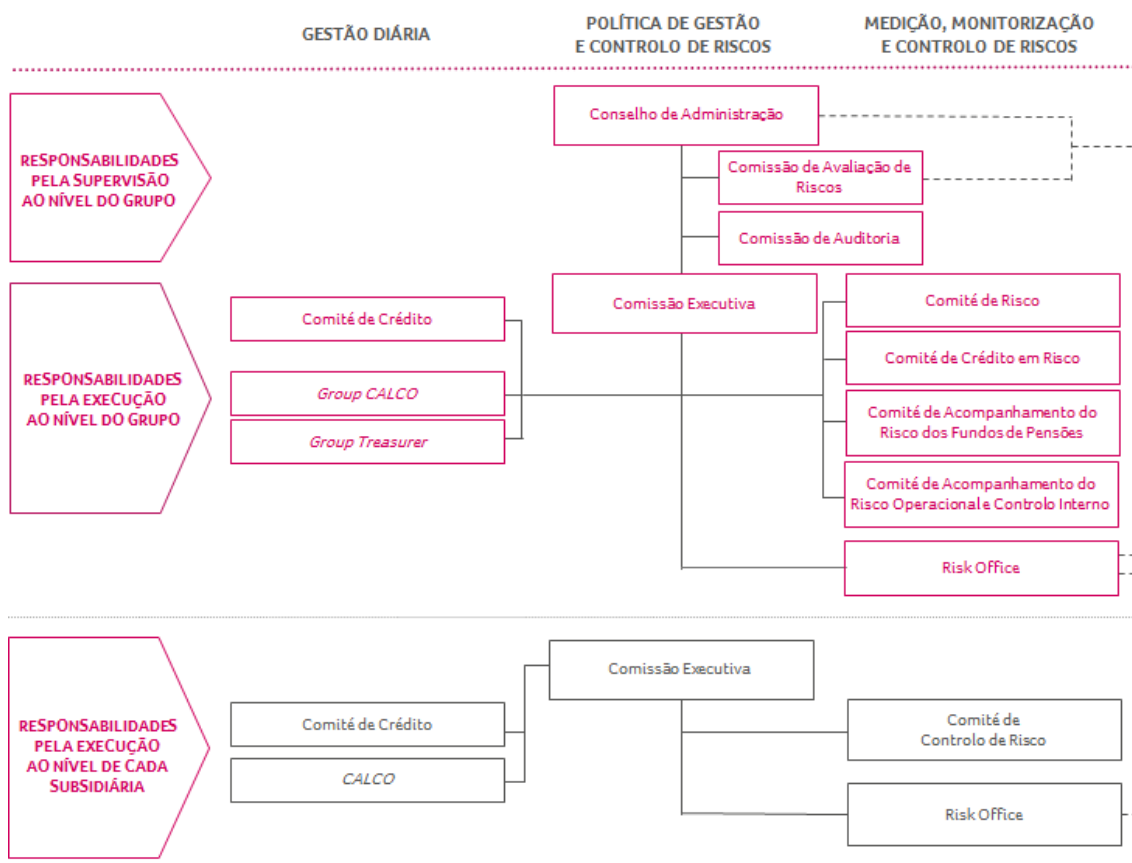 GESTÃO DIÁRIA
POLÍTICA DE GESTÃO
E CONTROLO DE RISCOS
MEDIÇÃO, MONITORIZAÇÃO
E CONTROLO DE RISCOS
RESPONSABILIDADES
PELA SUPERVISÃO
AO NÍVEL DO GRUPO
Conselho de Administração
Comissão de Avaliação de
Riscos
Comissão de Auditoria
RESPONSABILIDADES
PELA EXECUÇÃO
AO NÍVEL DO GRUPO
Comité de Crédito
Group CALCO
Group Treasurer
Comissão Executiva
Comité de Risco
Comité de Crédito em Risco
Comité de Acompanhamento do
Risco dos Fundos de Pensões
Comité de Acompanhamento do
Risco Operacional e Controlo Interno
Risk Office
RESPONSABILIDADES
PELA EXECUÇÃO
AO NÍVEL DE CADA
SUBSIDIÁRIA
Comité de Crédito
CALCO
Comissão Executiva
Comité de
Controlo de Risco
Risk Office